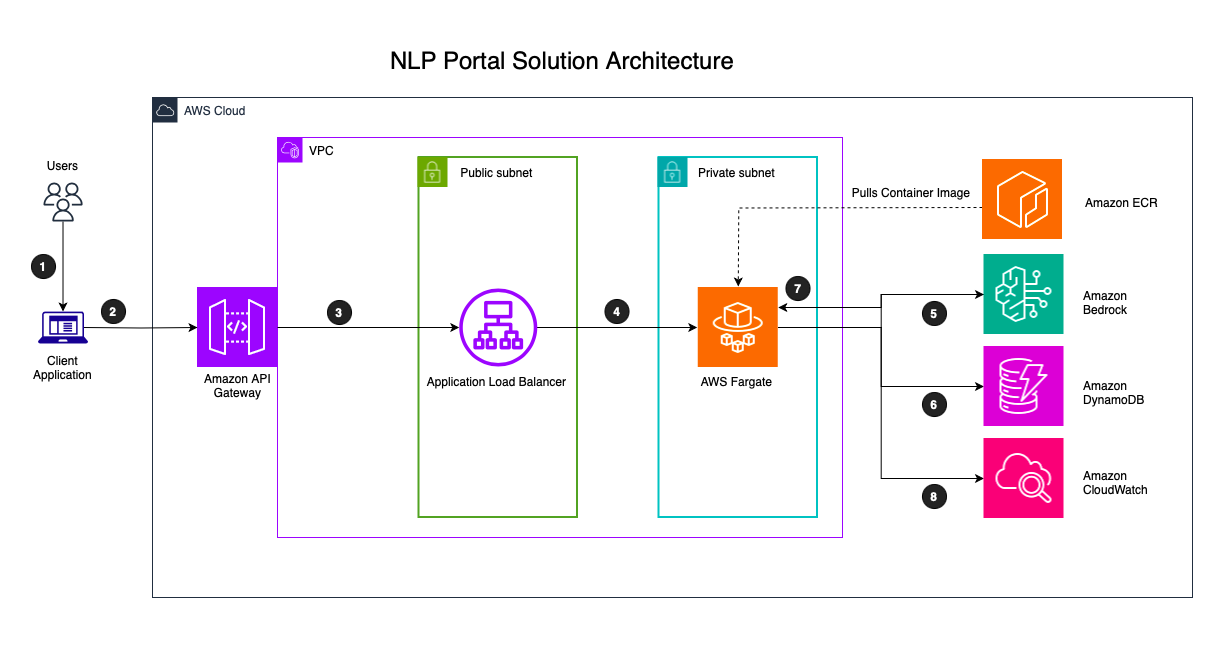 NLP Portal Solution Architecture
AWS Cloud
VPC
Users
Public subnet
Private subnet
Pulls Container Image
Amazon ECR
1
2
3
4
7
5
Amazon
Bedrock
</>
Client
Application
Amazon API
Gateway
Application Load Balancer
AWS Fargate
6
Amazon
DynamoDB
8
Amazon
CloudWatch